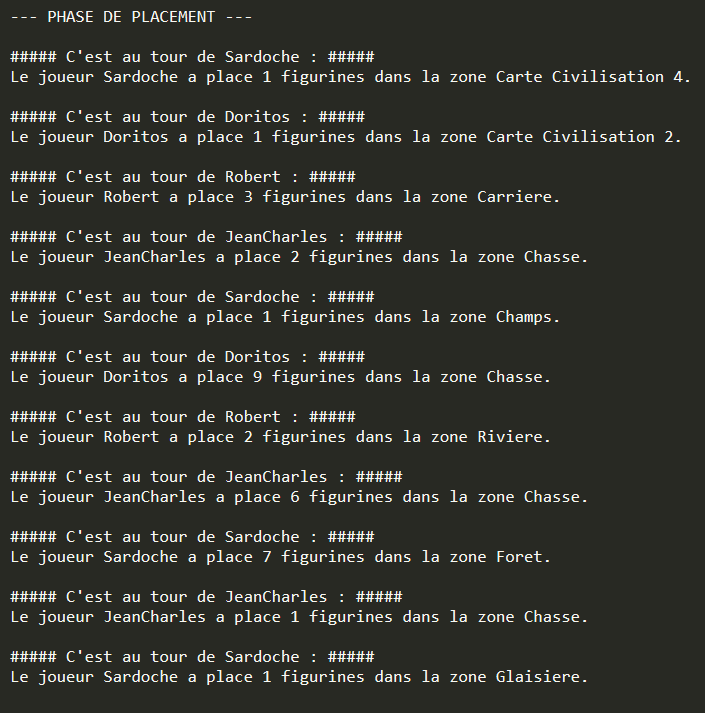 --- PHASE DE PLACEMENT ---
##### C'est au tour de Sardoche : #####
Le joueur Sardoche a place 1 figurines dans la zone Carte Civilisation 4.
##### C'est au tour de Doritos : #####
Le joueur Doritos a place 1 figurines dans la zone Carte Civilisation 2.
##### C'est au tour de Robert : #####
Le joueur Robert a place 3 figurines dans la zone Carriere.
##### C'est au tour de JeanCharles : #####
Le joueur JeanCharles a place 2 figurines dans la zone Chasse.
##### C'est au tour de Sardoche : #####
Le joueur Sardoche a place 1 figurines dans la zone Champs.
##### C'est au tour de Doritos : #####
Le joueur Doritos a place 9 figurines dans la zone Chasse.
##### C'est au tour de Robert : #####
Le joueur Robert a place 2 figurines dans la zone Riviere.
##### C'est au tour de JeanCharles : #####
Le joueur JeanCharles a place 6 figurines dans la zone Chasse.
##### C'est au tour de Sardoche : #####
Le joueur Sardoche a place 7 figurines dans la zone Foret.
##### C'est au tour de JeanCharles : #####
Le joueur JeanCharles a place 1 figurines dans la zone Chasse.
##### C'est au tour de Sardoche : #####
Le joueur Sardoche a place 1 figurines dans la zone Glaisiere.